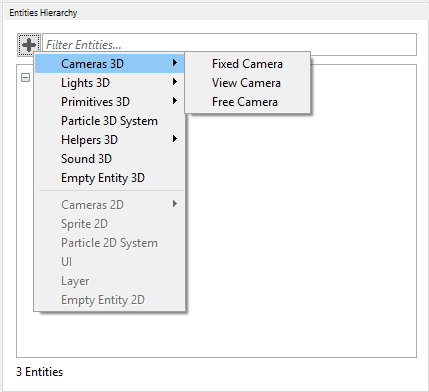 Entities Hierarchy
Filter Entities...
Cameras 3D
Lights 3D
Primitives 3D
Particle 3D System
Helpers 3D
Sound 3D
Empty Entity 3D
Cameras 2D
Sprite 2D
Particle 2D System
UI
Layer
Empty Entity 2D
Fixed Camera
View Camera
Free Camera
3 Entities